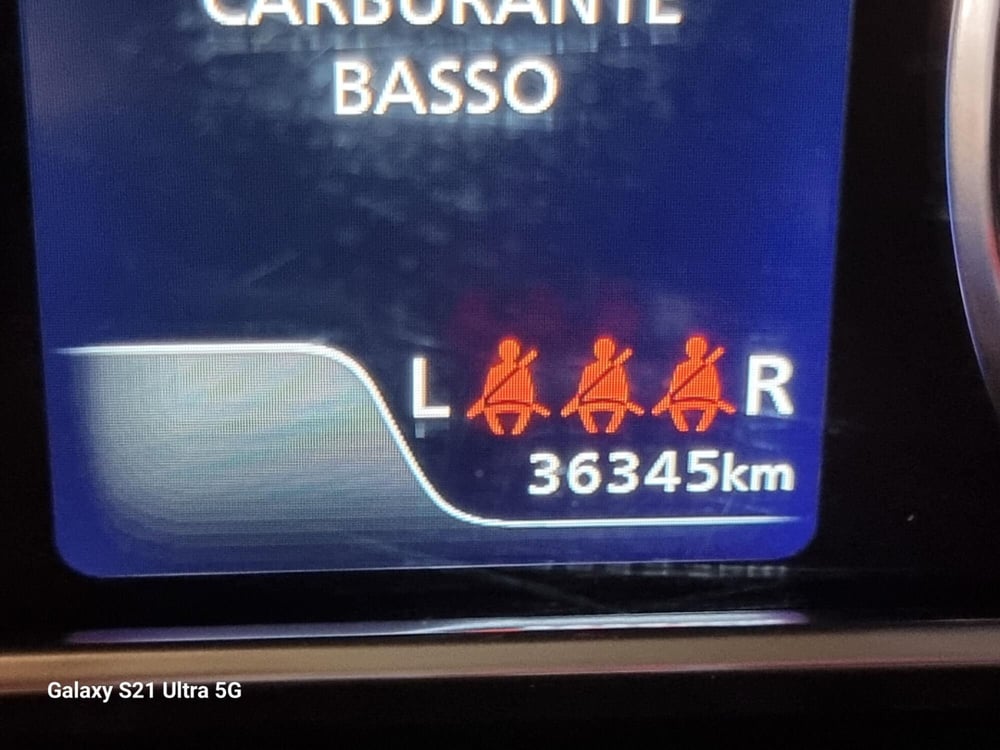 CARBURANTE
BASSO
L R
36345km
Galaxy S21 Ultra 5G